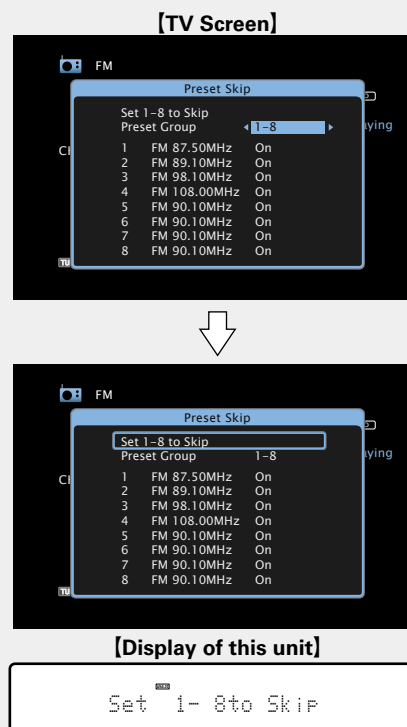 【TV Screen】
FM
Preset Skip
Set 1–8 to Skip
Preset Group 1–8
1 FM 87.50MHz On
2 FM 89.10MHz On
3 FM 98.10MHz On
4 FM 108.00MHz On
5 FM 90.10MHz On
6 FM 90.10MHz On
7 FM 90.10MHz On
8 FM 90.10MHz On
FM
Preset Skip
Set 1–8 to Skip
Preset Group 1–8
1 FM 87.50MHz On
2 FM 89.10MHz On
3 FM 98.10MHz On
4 FM 108.00MHz On
5 FM 90.10MHz On
6 FM 90.10MHz On
7 FM 90.10MHz On
8 FM 90.10MHz On
【Display of this unit】
Set 1- 8to Skip